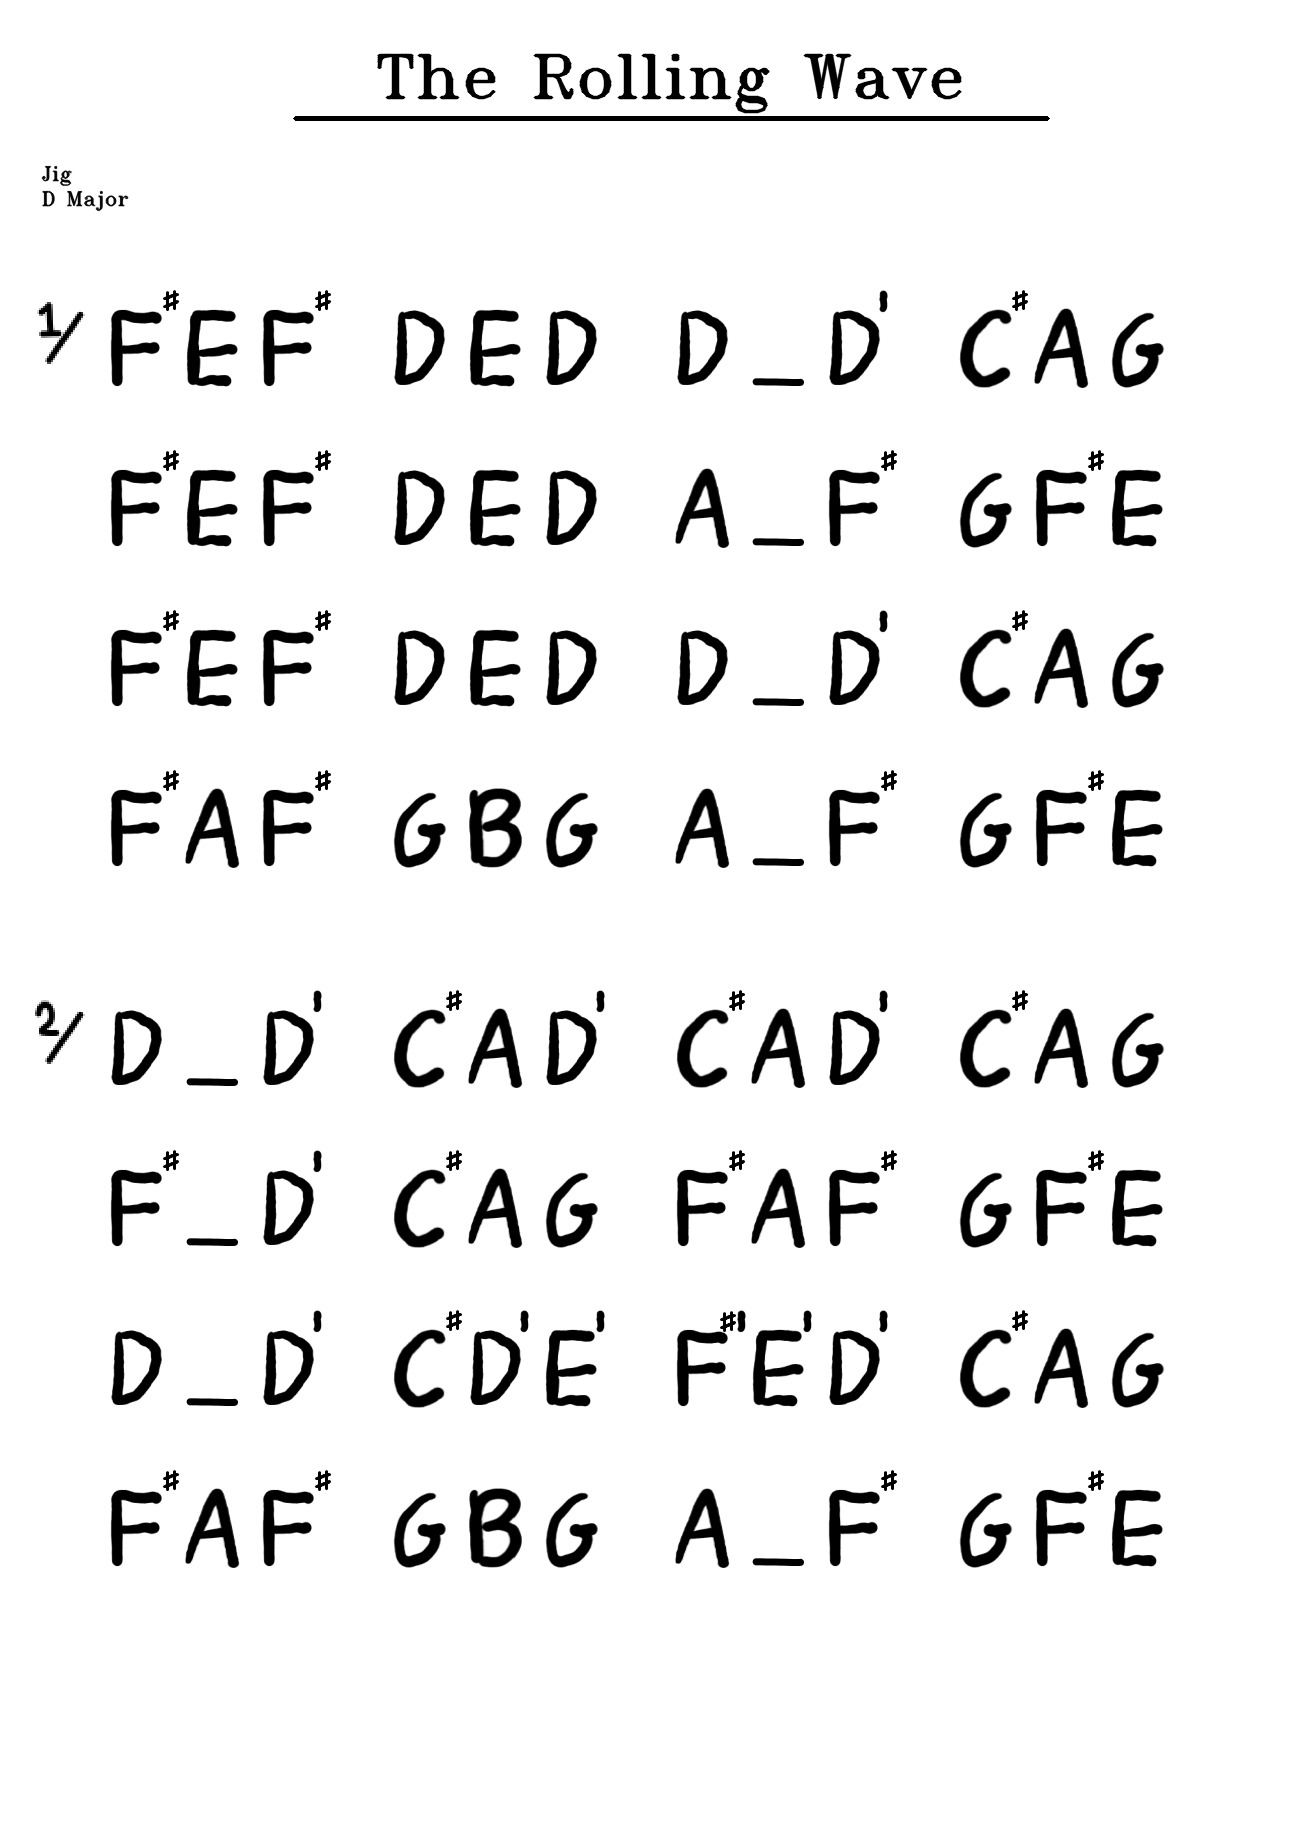 The Rolling Wave
Jig
D Major
1/ F♯EF♯ DED D_D' C♯AG
F♯EF♯ DED A_F♯ GF♯E
F♯EF♯ DED D_D' C♯AG
F♯AF♯ GBG A_F♯ GF♯E
2/ D_D' C♯AD' C♯AD' C♯AG
F♯_D' C♯AG F♯AF♯ GF♯E
D_D' C♯D'E' F♯'E'D' C♯AG
F♯AF♯ GBG A_F♯ GF♯E